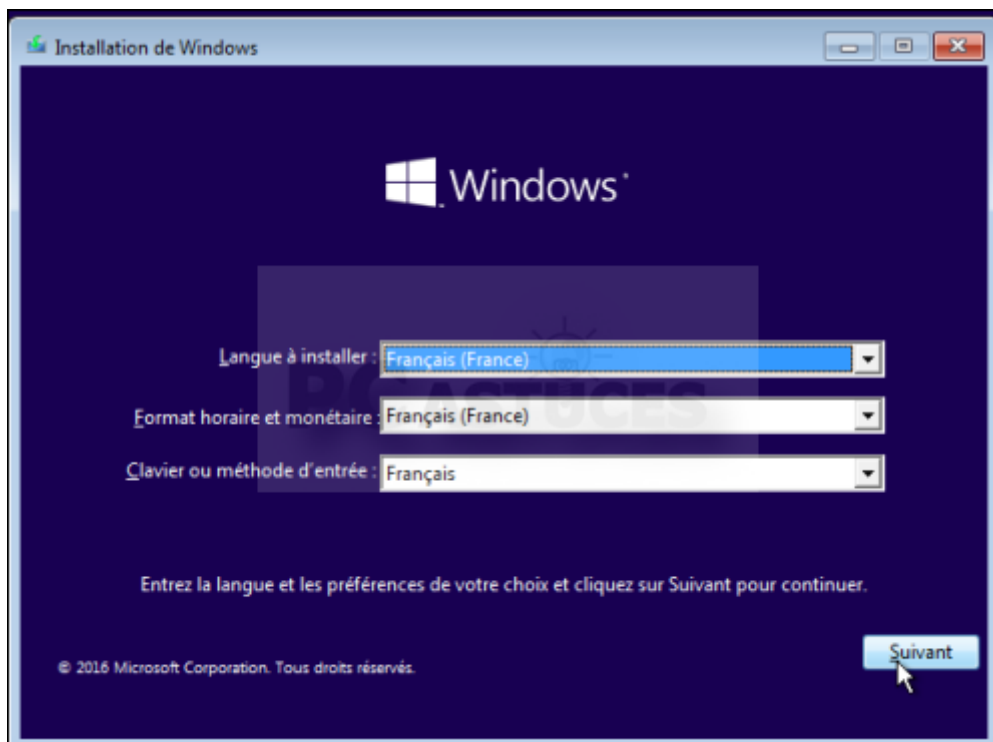 Installation de Windows
Windows
Langue à installer : Français (France)
PC ASTUCES
Format horaire et monétaire : Français (France)
Clavier ou méthode d'entrée : Français
Entrez la langue et les préférences de votre choix et cliquez sur Suivant pour continuer.
Suivant
© 2016 Microsoft Corporation. Tous droits réservés.